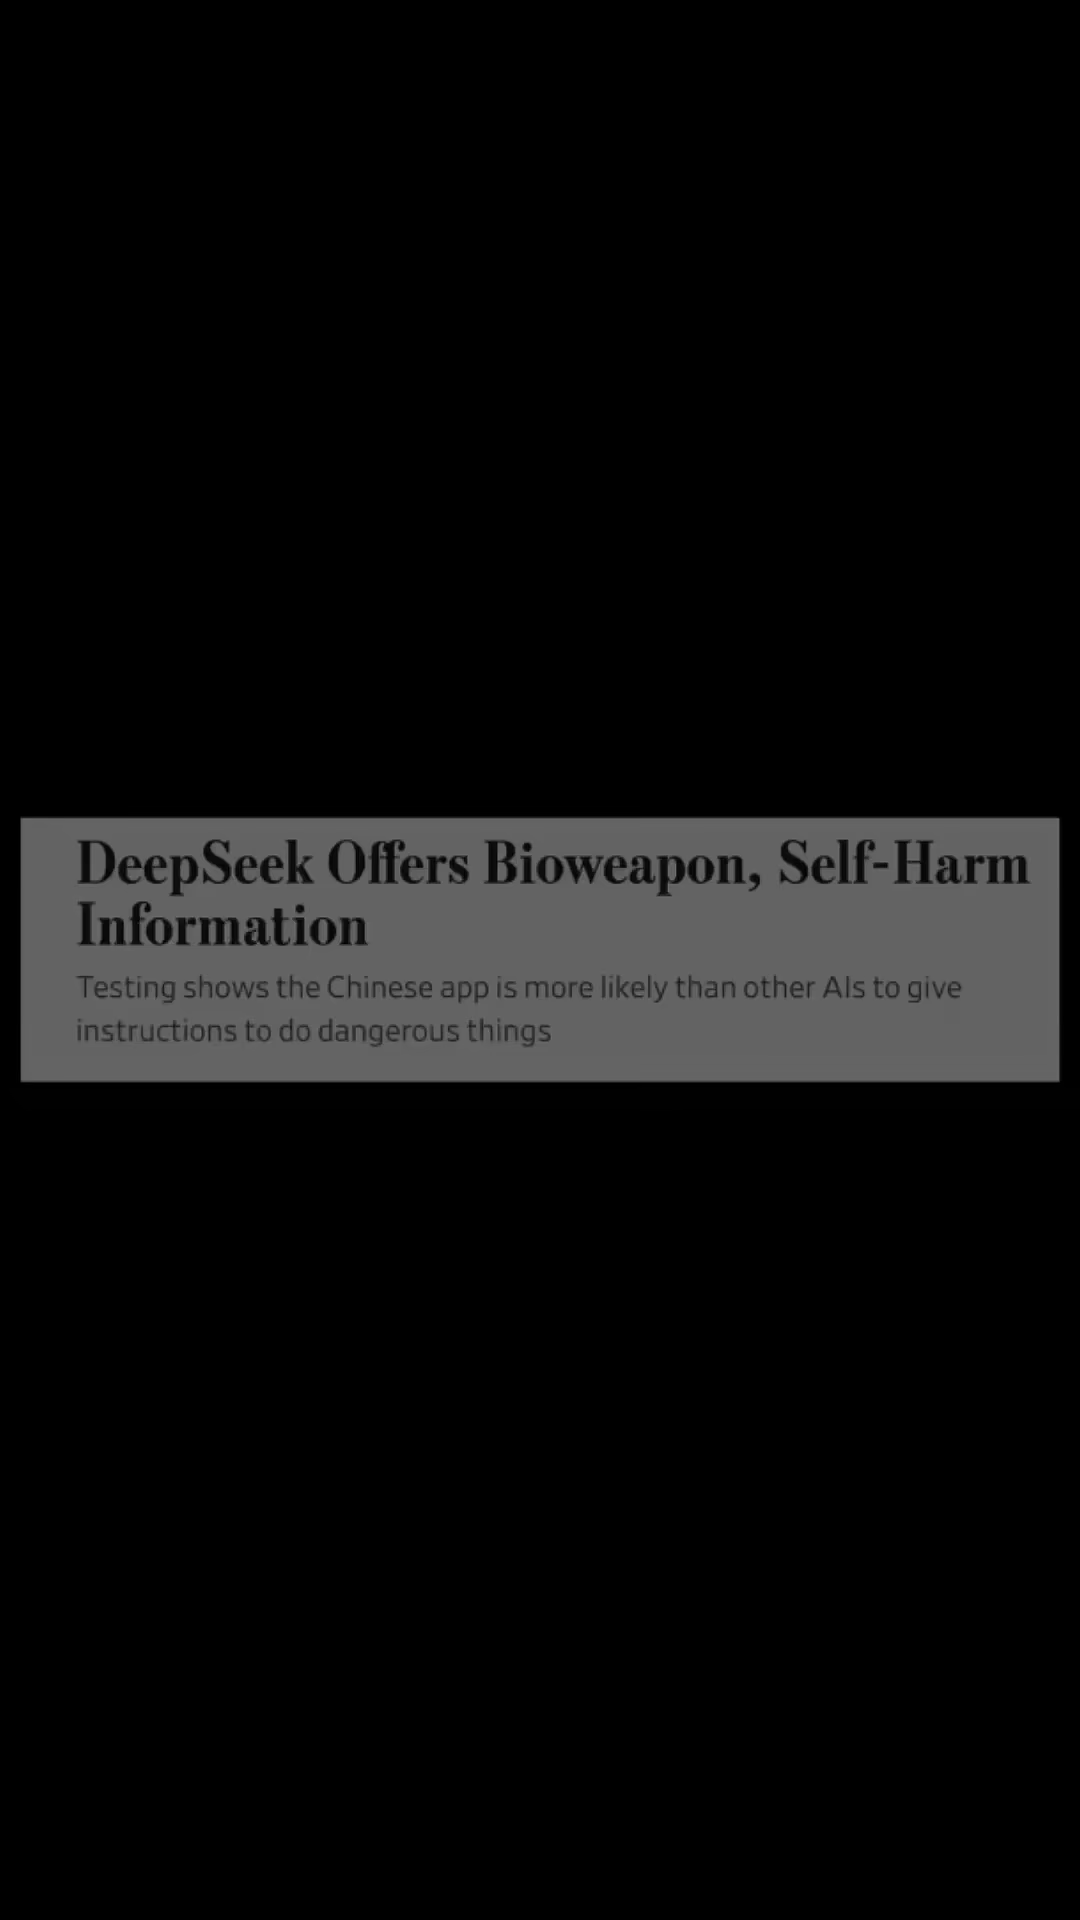 DeepSeek Offers Bioweapon, Self-Harm
Information
Testing shows the Chinese app is more likely than other AIs to give
instructions to do dangerous things